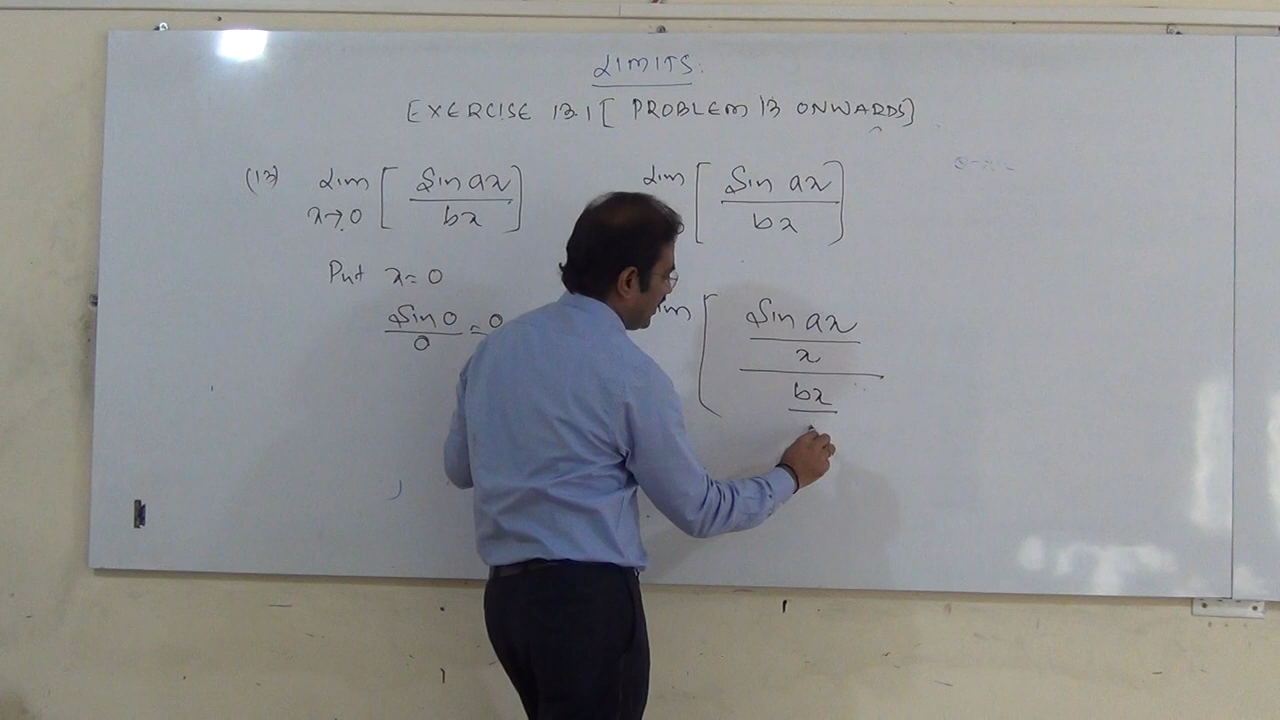 LIMITS:
EXERCISE 13.1 [ PROBLEM 13 ONWARDS]
(13) Lim x→0 [ Sin ax / bx ]
Lim [ Sin ax / bx ]
Put x = 0
Sin 0 / 0 = 0
[ Sin ax / x / bx /